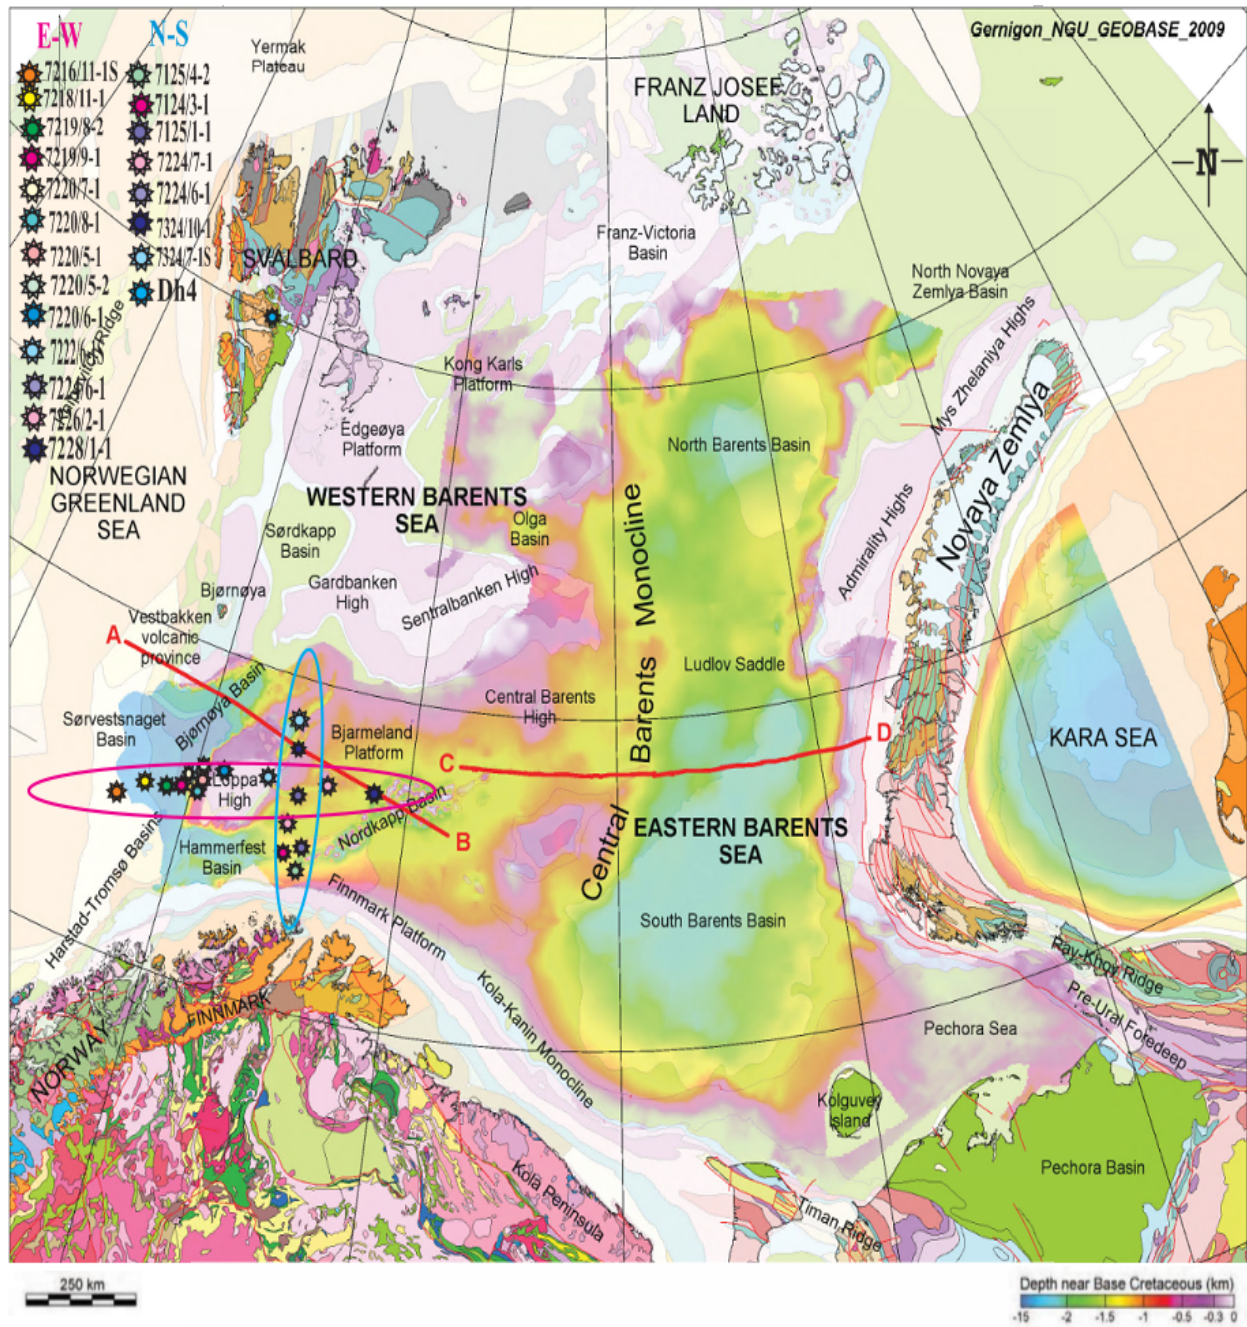 Gernigon_NGU_GEOBASE_2009
E-W
N-S
7216/11-1S
7218/11-1
7219/8-2
7219/9-1
7220/7-1
7220/8-1
7220/5-1
7220/5-2
7220/6-1
7224/6-1
7228/1-1
7125/4-2
7124/3-1
7125/1-1
7224/7-1
7224/6-1
7324/10-1
7324/7-1S
Dh4
Yermak
Plateau
FRANZ JOSEF
LAND
N
Franz-Victoria
Basin
SVALBARD
North Novaya
Zemlya Basin
Ridge
Mys Zhelaniya Highs
Kong Karls
Platform
Edgeøya
Platform
North Barents Basin
Novaya Zemlya
NORWEGIAN
GREENLAND
SEA
WESTERN BARENTS
SEA
Olga
Basin
Sørdkapp
Basin
Admirality Highs
Bjørnøya
Gardbanken
High
Sentralbanken High
Vestbakken
volcanic
province
A
Ludlov Saddle
Central Barents
High
Sørvestsnaget
Basin
Bjørnøya Basin
Bjarmeland
Platform
Central Barents Monocline
C
D
KARA SEA
Loppa
High
Nordkapp Basin
B
EASTERN BARENTS
SEA
Hammerfest
Basin
Harstad-Tromsø Basins
Finnmark Platform
South Barents Basin
Kola-Kanin Monocline
Pay-Khoy Ridge
Pre-Ural Foredeep
FINNMARK
NORWAY
Pechora Sea
Kolguyev
Island
Pechora Basin
Kola Peninsula
Timan Ridge
250 km
Depth near Base Cretaceous (km)
-15 -2 -1.5 -1 -0.5 -0.3 0